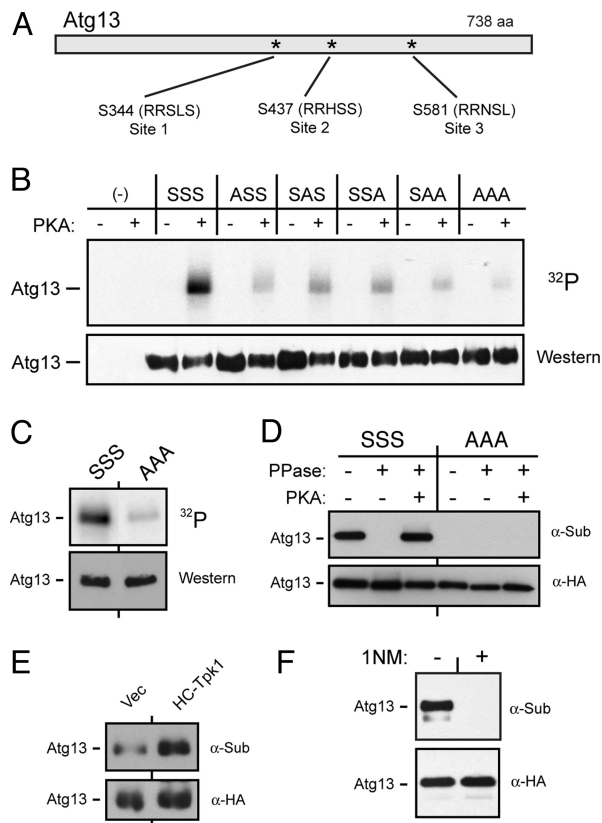 A
Atg13 738 aa
* * *
S344 (RRSLS) S437 (RRHSS) S581 (RRNSL)
Site 1 Site 2 Site 3
B
(-) SSS ASS SAS SSA SAA AAA
PKA: - + - + - + - + - + - + - +
Atg13 32P
Atg13 Western
C
SSS AAA
Atg13 32P
Atg13 Western
D
SSS AAA
PPase: - + + - + +
PKA: - - + - - +
Atg13 α-Sub
Atg13 α-HA
E
Vec HC-Tpk1
Atg13 α-Sub
Atg13 α-HA
F
1NM: - +
Atg13 α-Sub
Atg13 α-HA